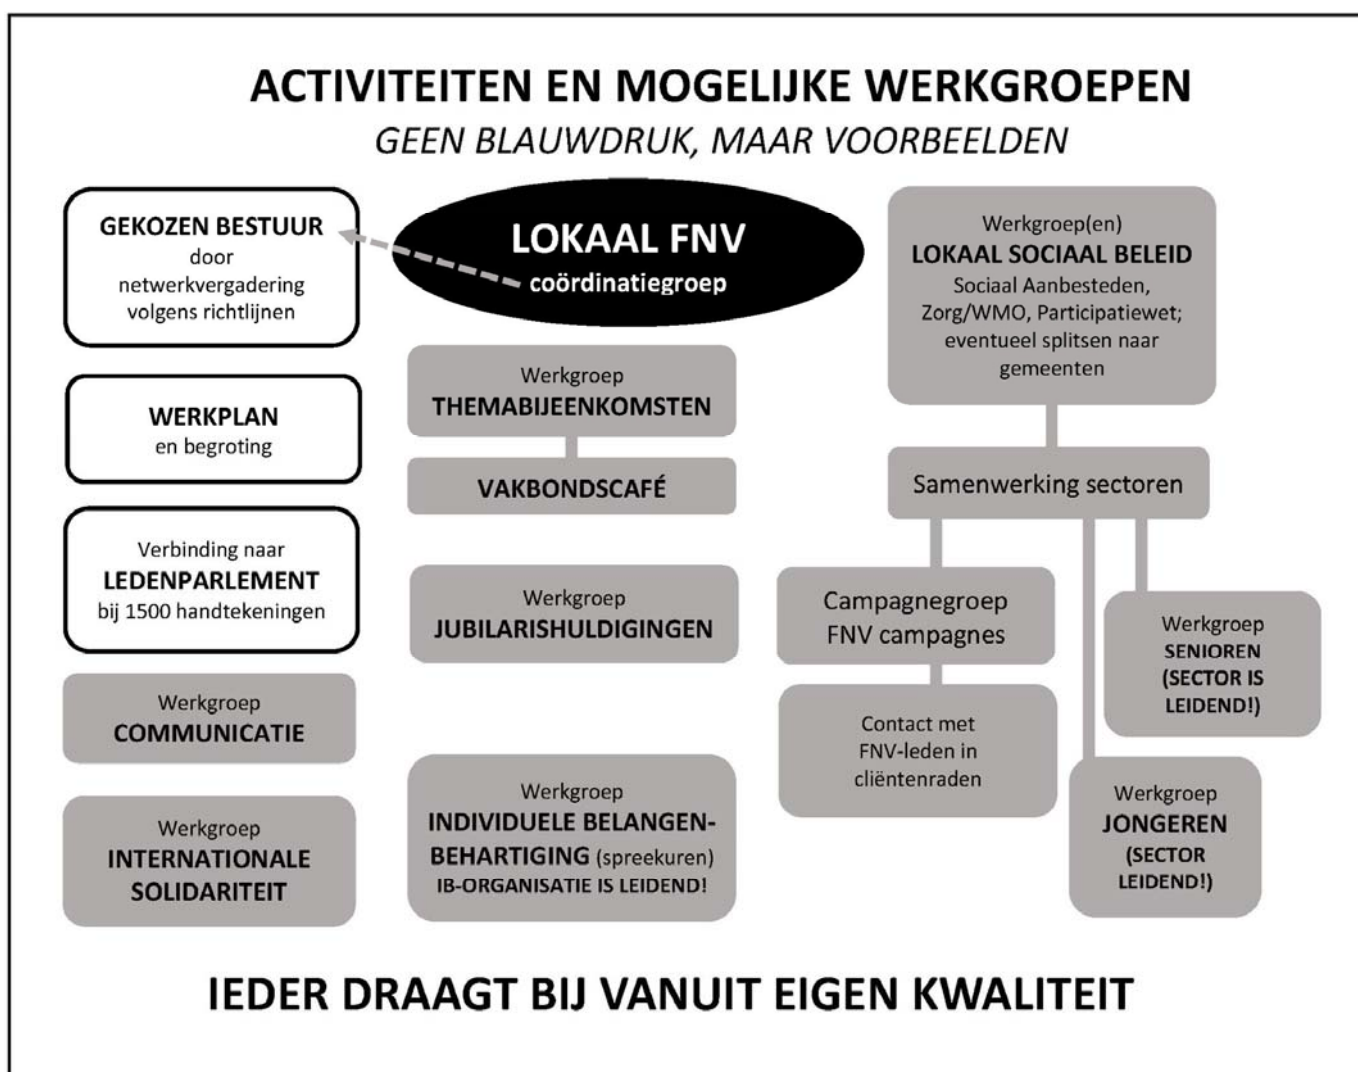 ACTIVITEITEN EN MOGELIJKE WERKGROEPEN
GEEN BLAUWDRUK, MAAR VOORBEELDEN
GEKOZEN BESTUUR
door
netwerkvergadering
volgens richtlijnen
WERKPLAN
en begroting
Verbinding naar
LEDENPARLEMENT
bij 1500 handtekeningen
Werkgroep
COMMUNICATIE
Werkgroep
INTERNATIONALE
SOLIDARITEIT
LOKAAL FNV
coördinatiegroep
Werkgroep
THEMABIJEENKOMSTEN
VAKBONDSCAFÉ
Werkgroep
JUBILARISHULDIGINGEN
Werkgroep
INDIVIDUELE BELANGEN-
BEHARTIGING (spreekuren)
IB-ORGANISATIE IS LEIDEND!
Werkgroep(en)
LOKAAL SOCIAAL BELEID
Sociaal Aanbesteden,
Zorg/WMO, Participatiewet;
eventueel splitsen naar
gemeenten
Samenwerking sectoren
Campagnegroep
FNV campagnes
Contact met
FNV-leden in
cliëntenraden
Werkgroep
SENIOREN
(SECTOR IS
LEIDEND!)
Werkgroep
JONGEREN
(SECTOR
LEIDEND!)
IEDER DRAAGT BIJ VANUIT EIGEN KWALITEIT